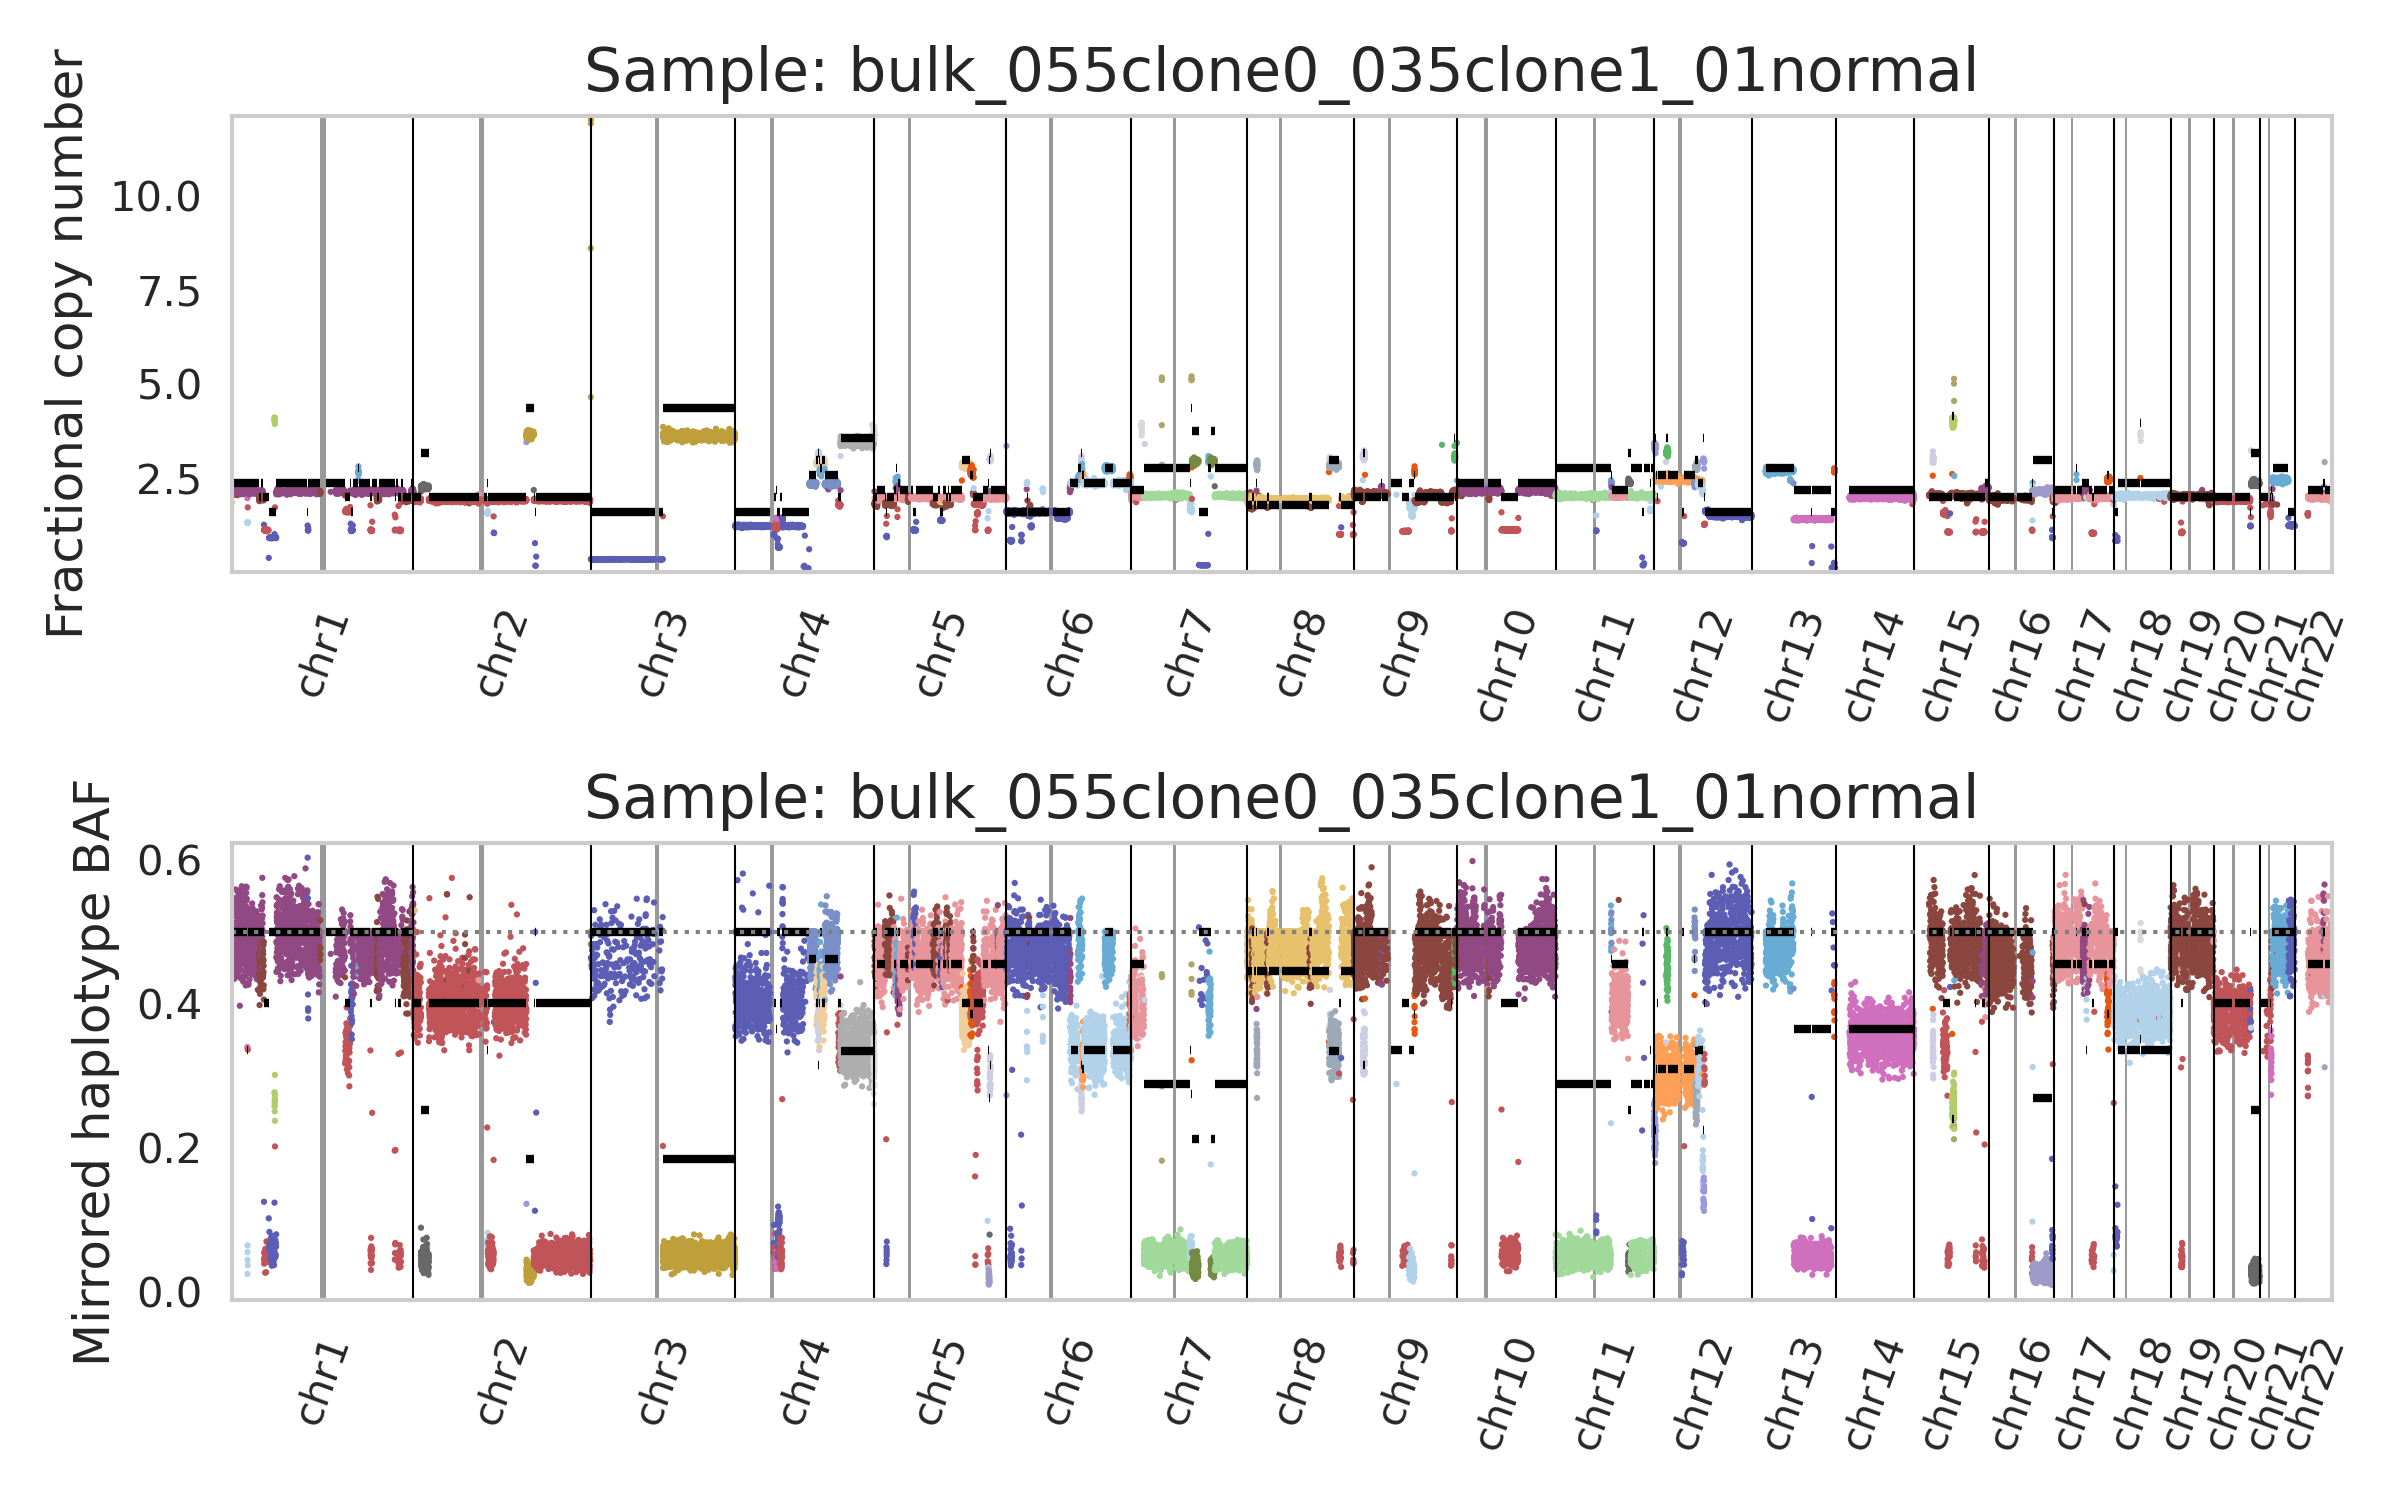 Sample: bulk_055clone0_035clone1_01normal
Fractional copy number
10.0
7.5
5.0
2.5
chr1 chr2 chr3 chr4 chr5 chr6 chr7 chr8 chr9 chr10 chr11 chr12 chr13 chr14 chr15 chr16 chr17 chr18 chr19 chr20 chr21 chr22
Sample: bulk_055clone0_035clone1_01normal
Mirrored haplotype BAF
0.6
0.4
0.2
0.0
chr1 chr2 chr3 chr4 chr5 chr6 chr7 chr8 chr9 chr10 chr11 chr12 chr13 chr14 chr15 chr16 chr17 chr18 chr19 chr20 chr21 chr22